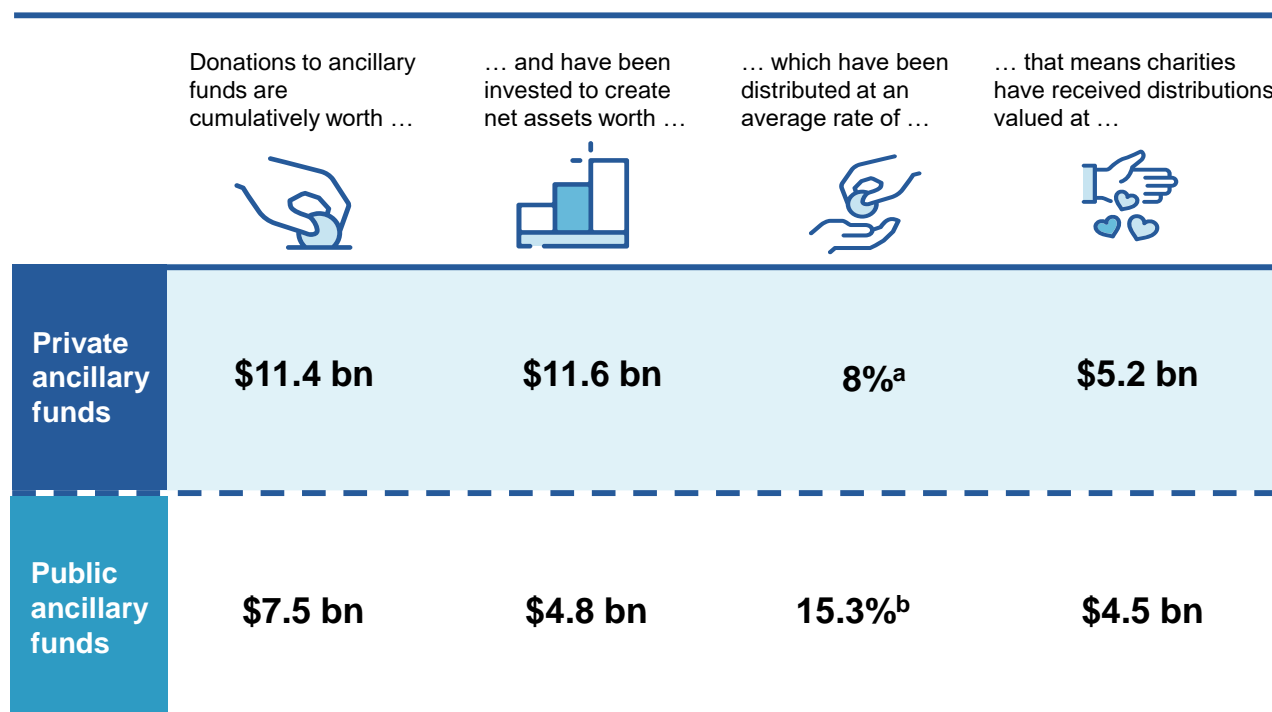 Donations to ancillary
funds are
cumulatively worth …
… and have been
invested to create
net assets worth …
… which have been
distributed at an
average rate of …
… that means charities
have received distributions
valued at …
Private
ancillary
funds
$11.4 bn
$11.6 bn
8%ᵃ
$5.2 bn
Public
ancillary
funds
$7.5 bn
$4.8 bn
15.3%ᵇ
$4.5 bn